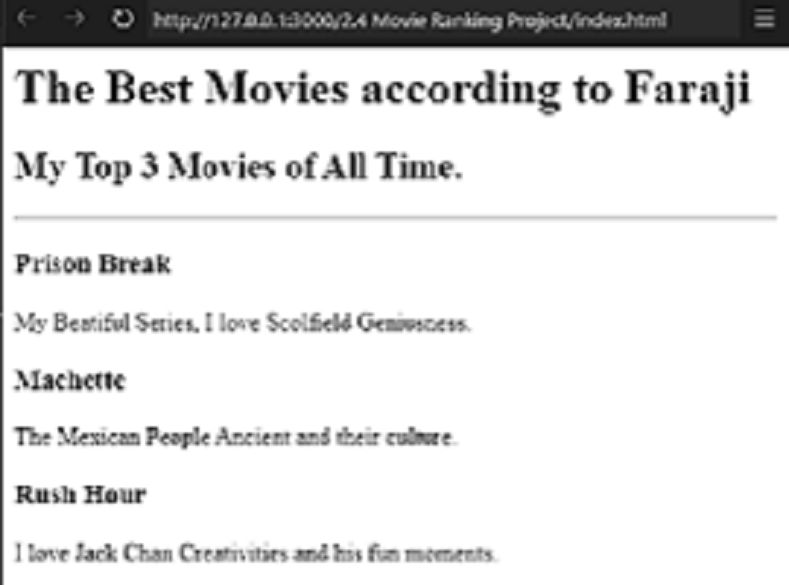 http://127.0.0.1:3000/2.4 Movie Ranking Project/index.html
The Best Movies according to Faraji
My Top 3 Movies of All Time.
Prison Break
My Beatiful Series, I love Scolfield Geniusness.
Machette
The Mexican People Ancient and their culture.
Rush Hour
I love Jack Chan Creativities and his fun moments.